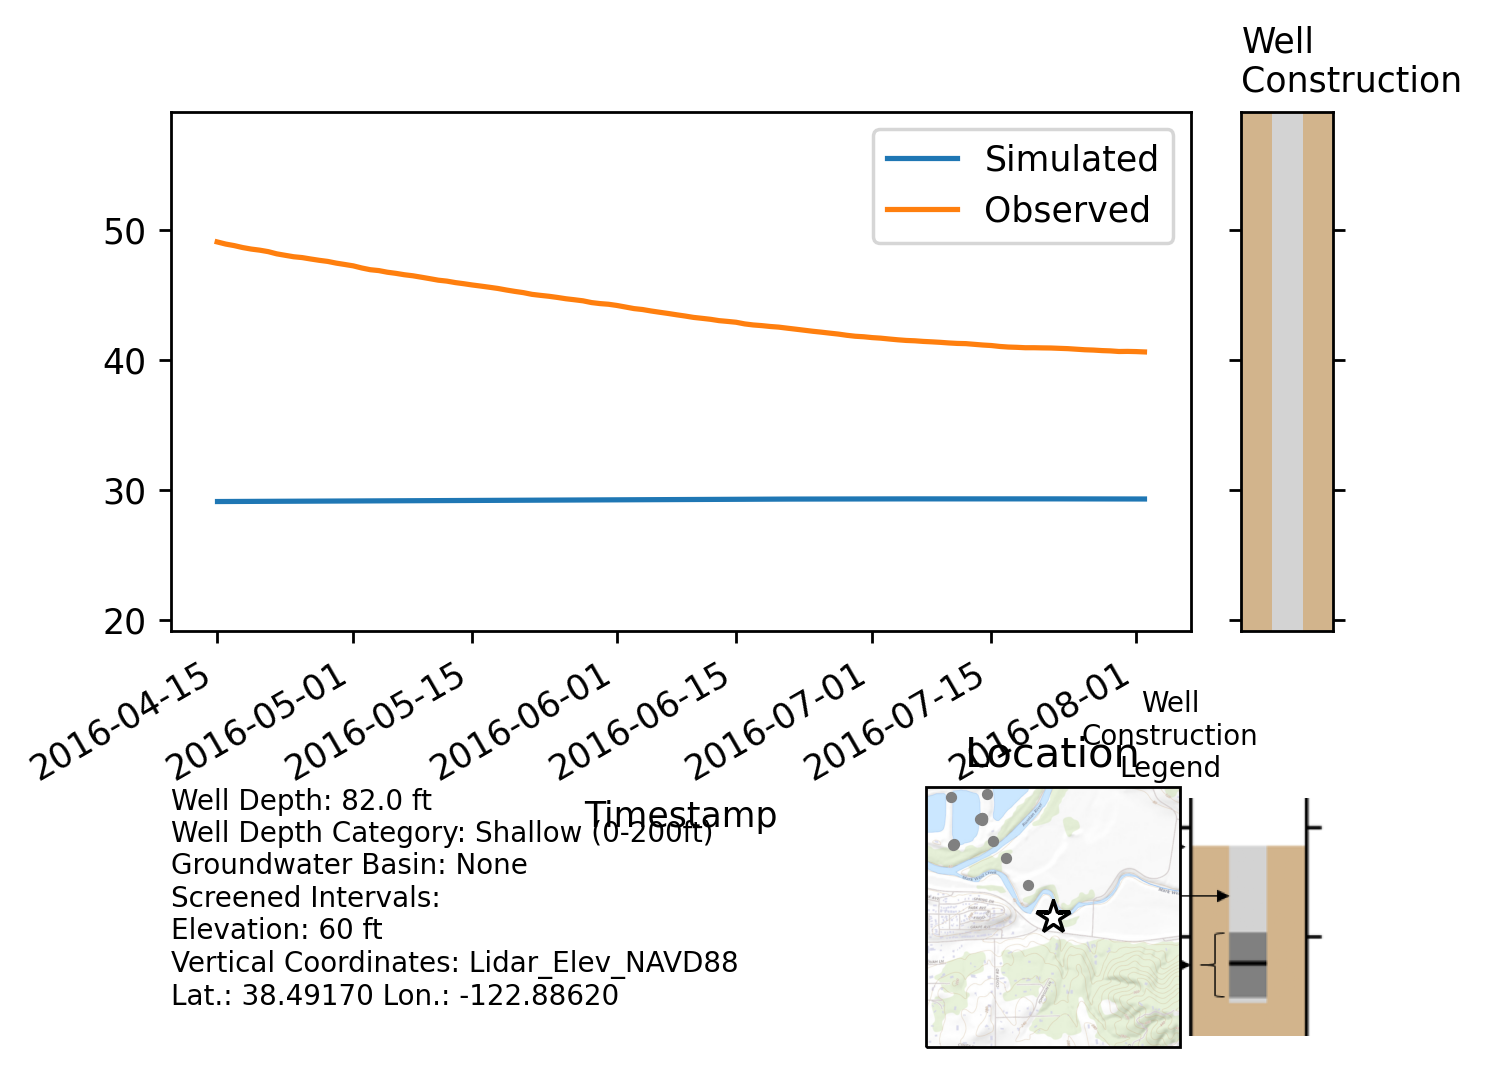 Well
Construction
Simulated
Observed
50
40
30
20
2016-04-15
2016-05-01
2016-05-15
2016-06-01
2016-06-15
2016-07-01
2016-07-15
2016-08-01
Timestamp
Well Depth: 82.0 ft
Well Depth Category: Shallow (0-200ft)
Groundwater Basin: None
Screened Intervals:
Elevation: 60 ft
Vertical Coordinates: Lidar_Elev_NAVD88
Lat.: 38.49170 Lon.: -122.88620
Location
Well
Construction
Legend